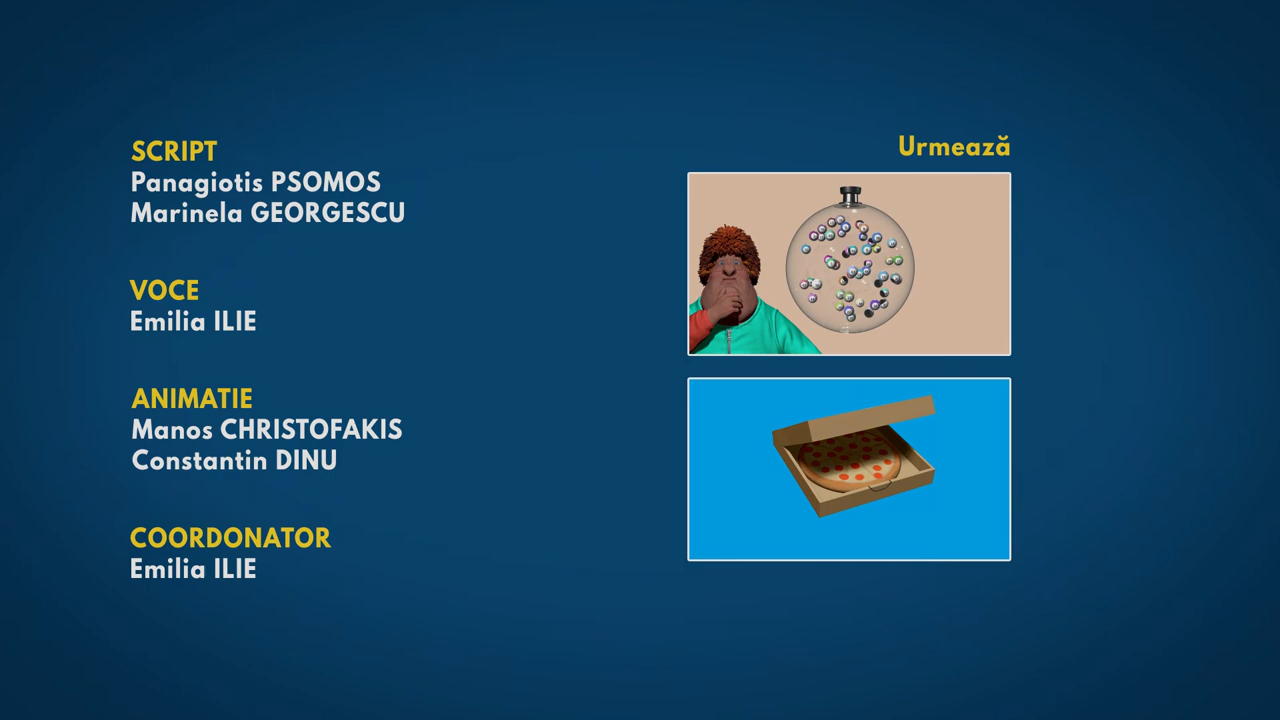 SCRIPT
Panagiotis PSOMOS
Marinela GEORGESCU
VOCE
Emilia ILIE
ANIMATIE
Manos CHRISTOFAKIS
Constantin DINU
COORDONATOR
Emilia ILIE
Urmează